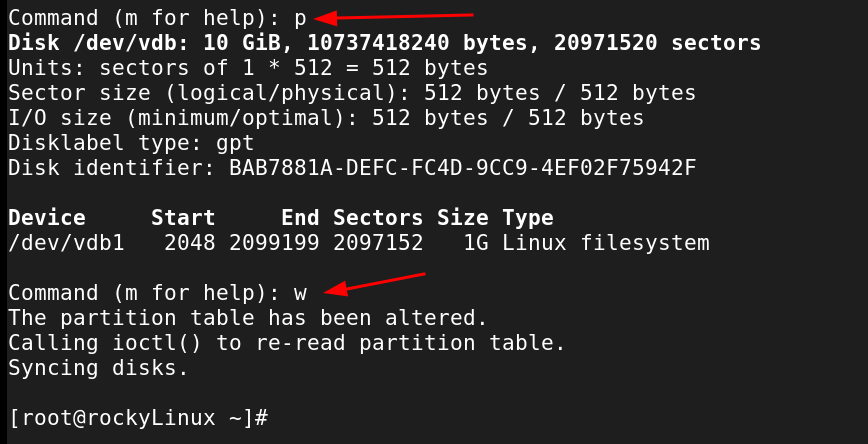 Command (m for help): p
Disk /dev/vdb: 10 GiB, 10737418240 bytes, 20971520 sectors
Units: sectors of 1 * 512 = 512 bytes
Sector size (logical/physical): 512 bytes / 512 bytes
I/O size (minimum/optimal): 512 bytes / 512 bytes
Disklabel type: gpt
Disk identifier: BAB7881A-DEFC-FC4D-9CC9-4EF02F75942F
Device     Start     End Sectors Size Type
/dev/vdb1   2048 2099199 2097152   1G Linux filesystem
Command (m for help): w
The partition table has been altered.
Calling ioctl() to re-read partition table.
Syncing disks.
[root@rockyLinux ~]#